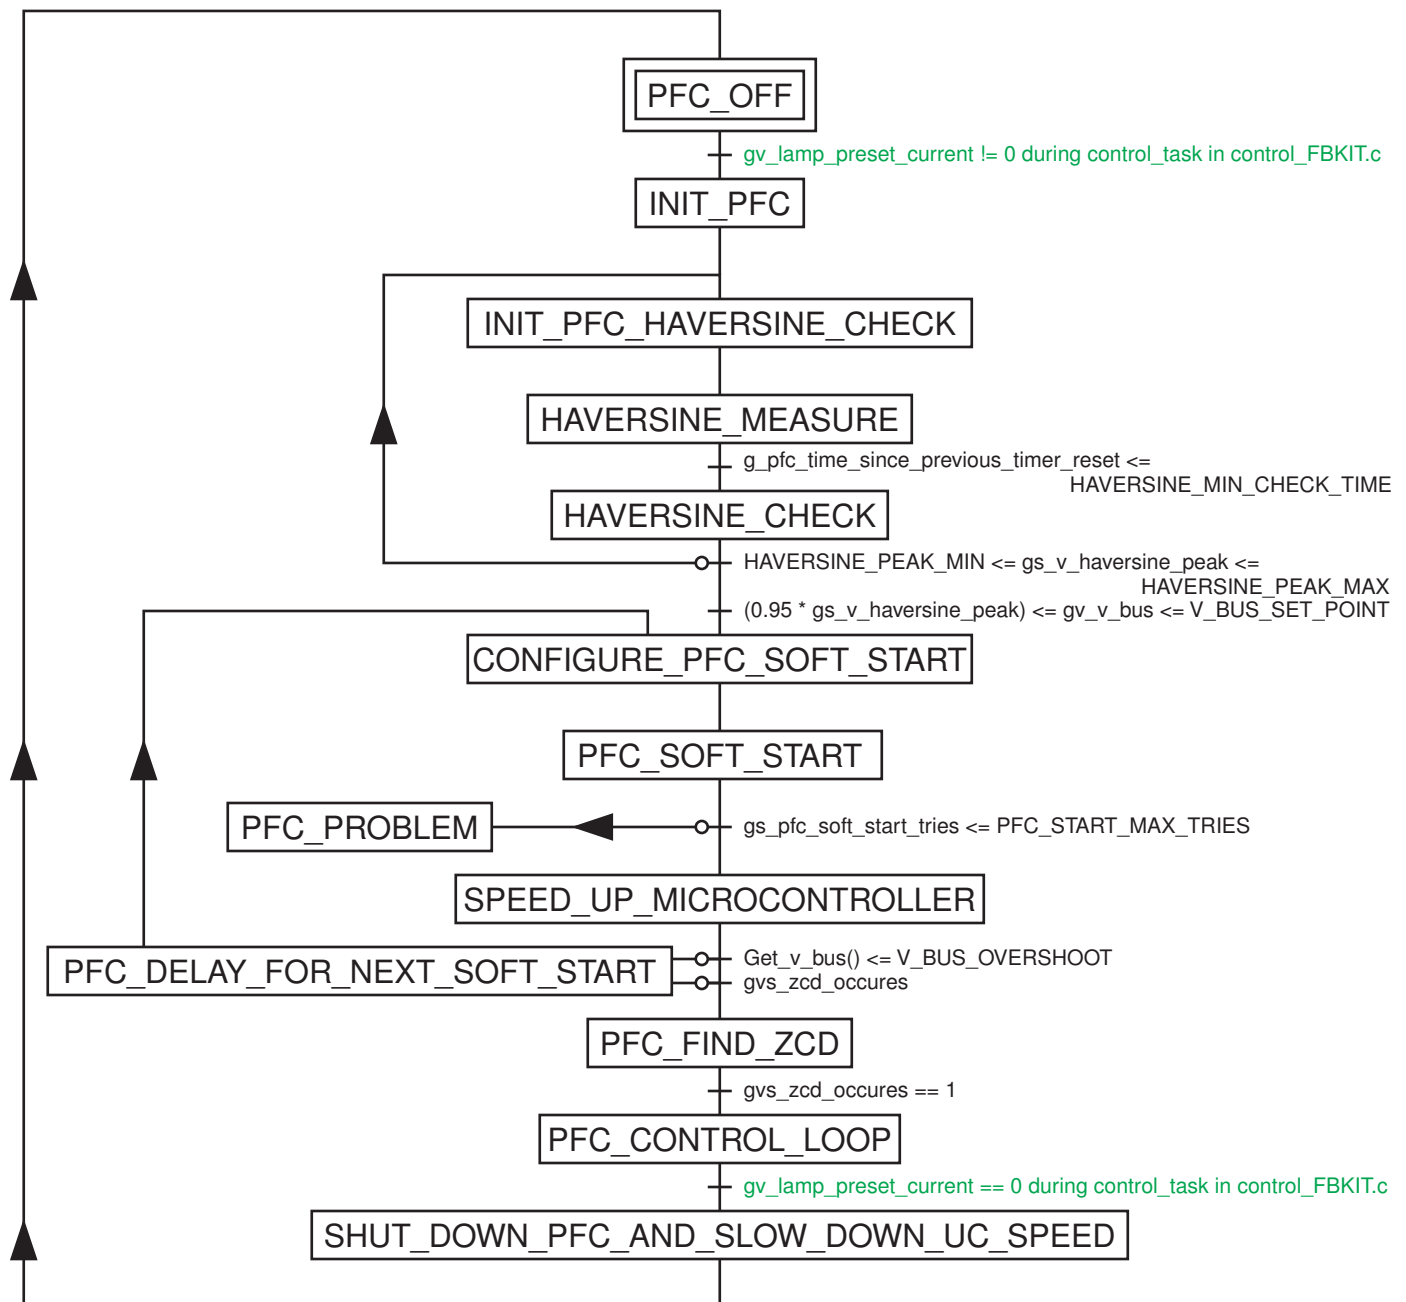 PFC_OFF
gv_lamp_preset_current != 0 during control_task in control_FBKIT.c
INIT_PFC
INIT_PFC_HAVERSINE_CHECK
HAVERSINE_MEASURE
g_pfc_time_since_previous_timer_reset <=
HAVERSINE_MIN_CHECK_TIME
HAVERSINE_CHECK
HAVERSINE_PEAK_MIN <= gs_v_haversine_peak <=
HAVERSINE_PEAK_MAX
(0.95 * gs_v_haversine_peak) <= gv_v_bus <= V_BUS_SET_POINT
CONFIGURE_PFC_SOFT_START
PFC_SOFT_START
PFC_PROBLEM
gs_pfc_soft_start_tries <= PFC_START_MAX_TRIES
SPEED_UP_MICROCONTROLLER
PFC_DELAY_FOR_NEXT_SOFT_START
Get_v_bus() <= V_BUS_OVERSHOOT
gvs_zcd_occures
PFC_FIND_ZCD
gvs_zcd_occures == 1
PFC_CONTROL_LOOP
gv_lamp_preset_current == 0 during control_task in control_FBKIT.c
SHUT_DOWN_PFC_AND_SLOW_DOWN_UC_SPEED